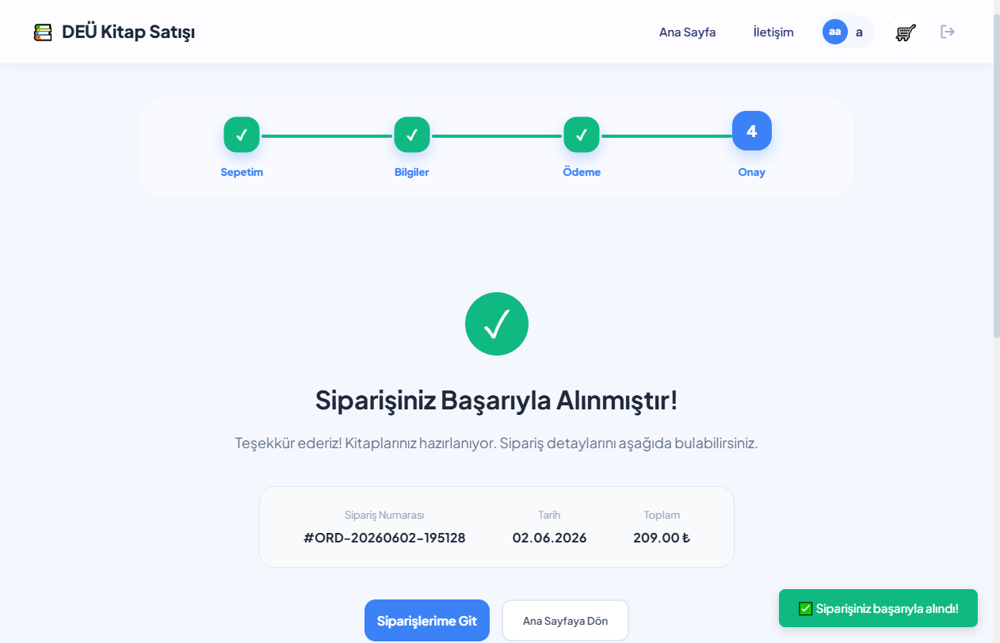 DEÜ Kitap Satışı
Ana Sayfa
İletişim
aa
a
✓
✓
✓
4
Sepetim
Bilgiler
Ödeme
Onay
✓
Siparişiniz Başarıyla Alınmıştır!
Teşekkür ederiz! Kitaplarınız hazırlanıyor. Sipariş detaylarını aşağıda bulabilirsiniz.
Sipariş Numarası
#ORD-20260602-195128
Tarih
02.06.2026
Toplam
209.00 ₺
Siparişlerime Git
Ana Sayfaya Dön
✅ Siparişiniz başarıyla alındı!